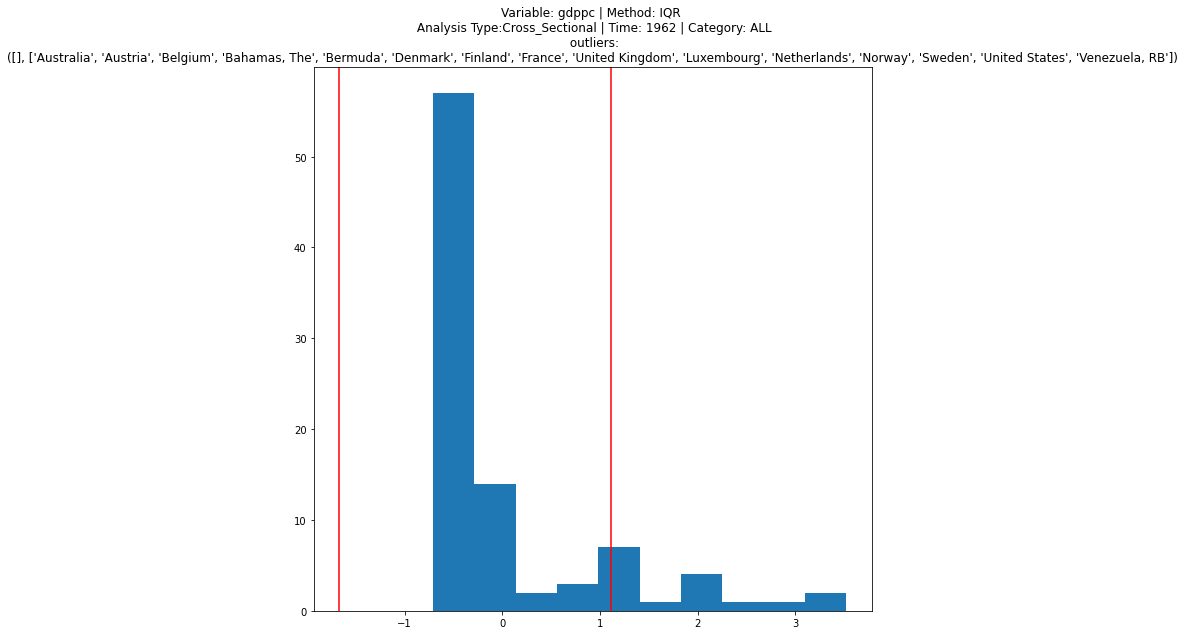 Variable: gdppc | Method: IQR
Analysis Type:Cross_Sectional | Time: 1962 | Category: ALL
outliers:
([], ['Australia', 'Austria', 'Belgium', 'Bahamas, The', 'Bermuda', 'Denmark', 'Finland', 'France', 'United Kingdom', 'Luxembourg', 'Netherlands', 'Norway', 'Sweden', 'United States', 'Venezuela, RB'])
50
40
30
20
10
0
−1 0 1 2 3